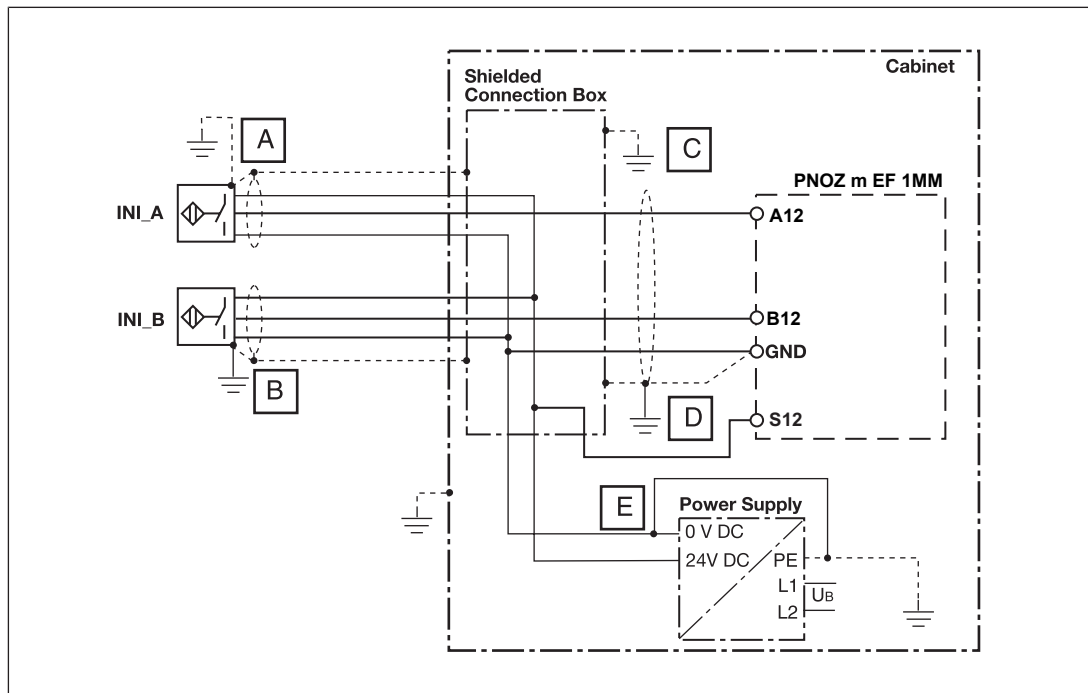 Cabinet
Shielded
Connection Box
A
C
PNOZ m EF 1MM
INI_A
A12
INI_B
B12
GND
B
D
S12
E
Power Supply
0 V DC
24V DC
PE
L1
UB
L2